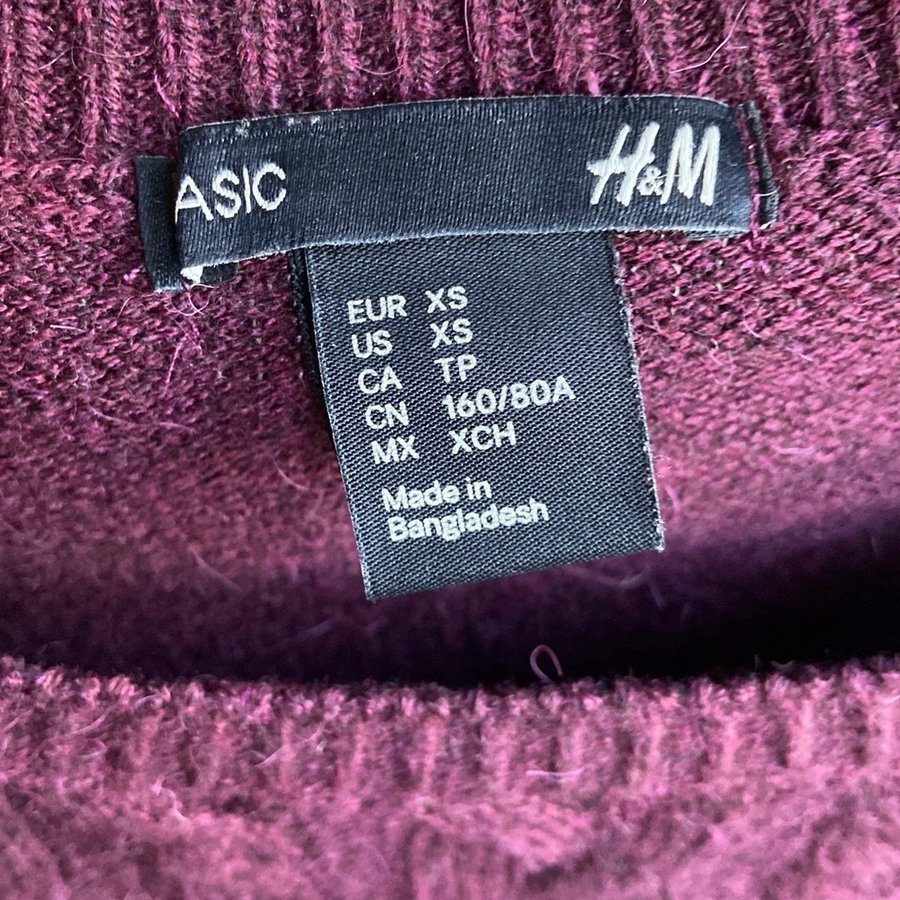 ASIC H&M
EUR XS
US XS
CA TP
CN 160/80A
MX XCH
Made in
Bangladesh